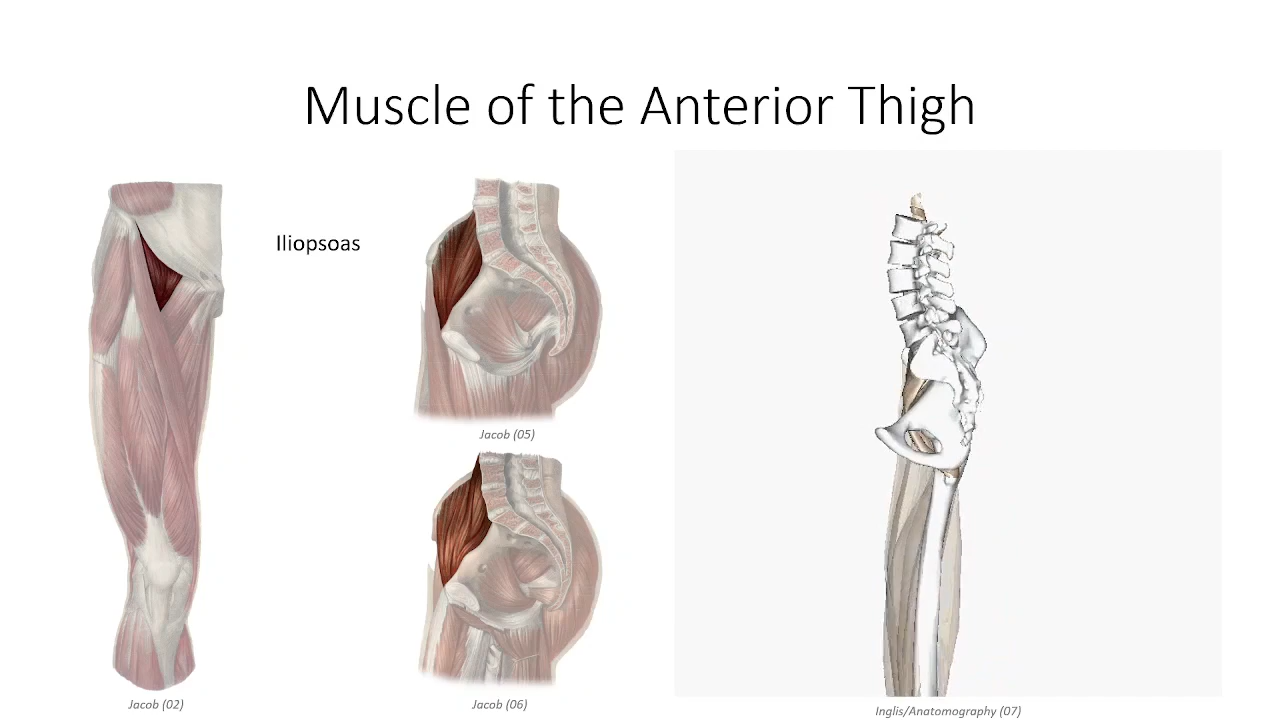 Muscle of the Anterior Thigh
Iliopsoas
Jacob (05)
Jacob (02)
Jacob (06)
Inglis/Anatomography (07)